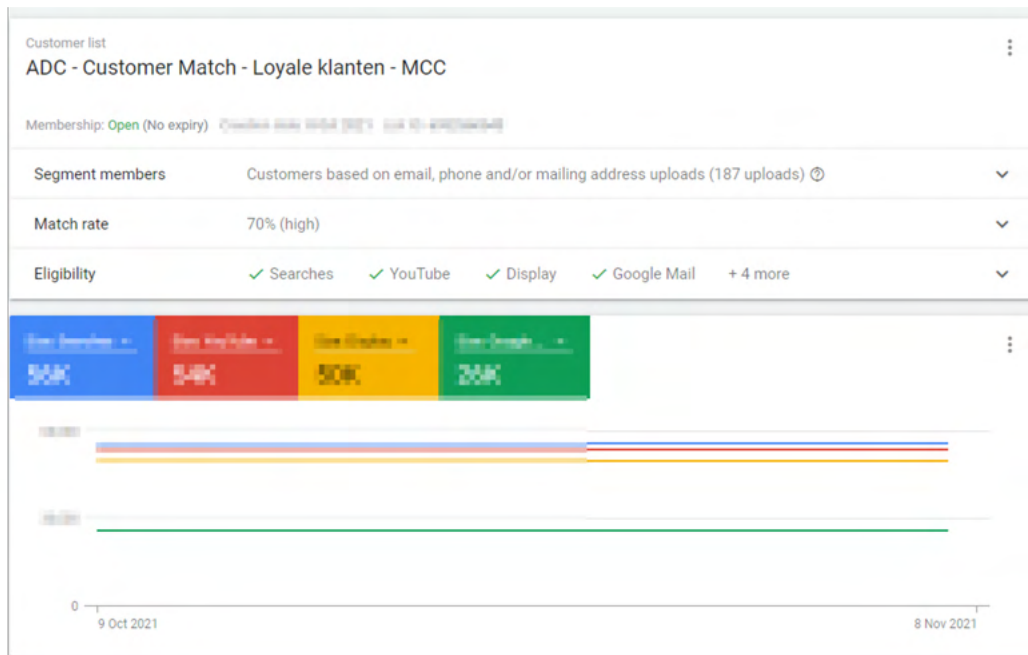 Customer list
ADC - Customer Match - Loyale klanten - MCC
Membership: Open (No expiry)
Segment members Customers based on email, phone and/or mailing address uploads (187 uploads)
Match rate 70% (high)
Eligibility Searches YouTube Display Google Mail + 4 more
0
9 Oct 2021 8 Nov 2021